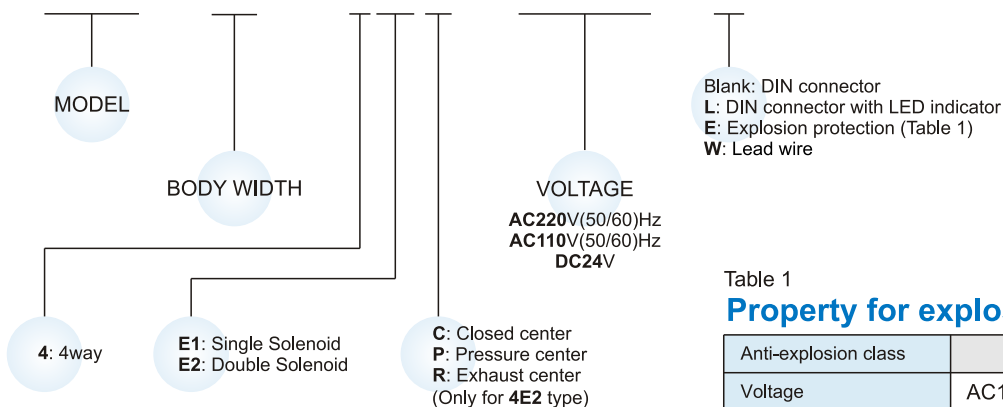 MODEL
BODY WIDTH
VOLTAGE
AC220V(50/60)Hz
AC110V(50/60)Hz
DC24V
Blank: DIN connector
L: DIN connector with LED indicator
E: Explosion protection (Table 1)
W: Lead wire
4: 4way
E1: Single Solenoid
E2: Double Solenoid
C: Closed center
P: Pressure center
R: Exhaust center
(Only for 4E2 type)
Table 1
Property for explo
Anti-explosion class
Voltage
AC1